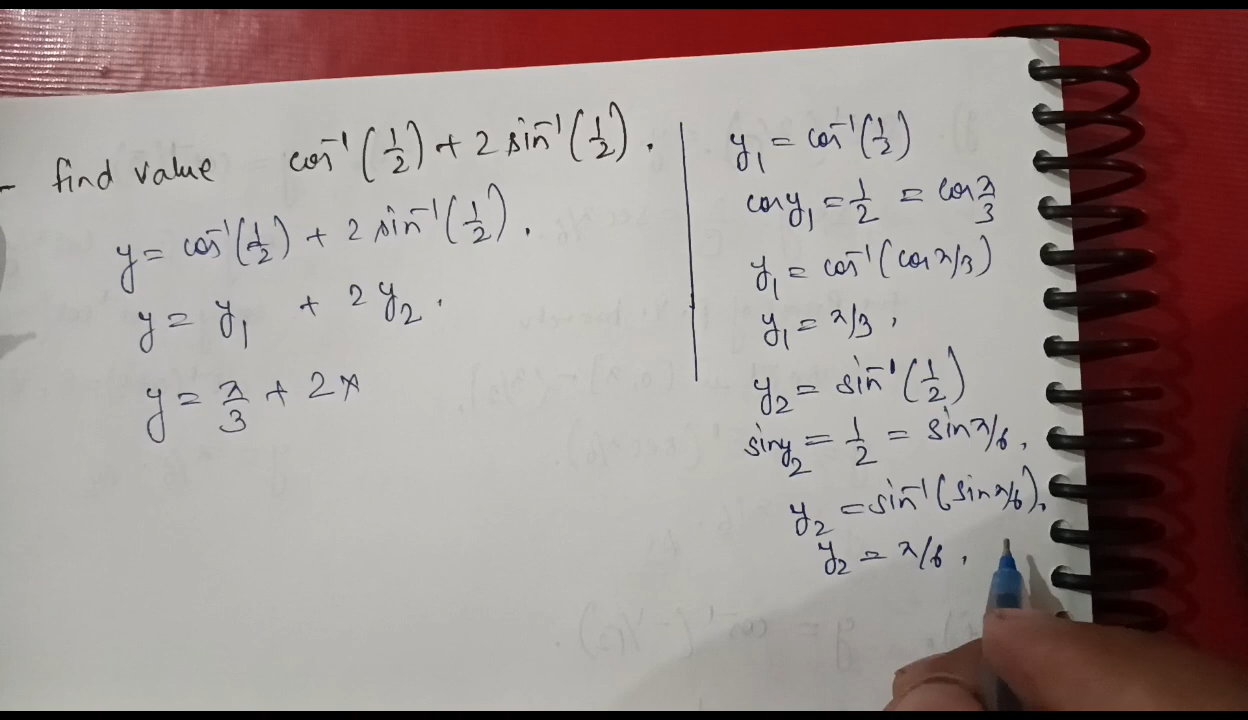 - find value cos⁻¹(1/2) + 2 sin⁻¹(1/2).
y = cos⁻¹(1/2) + 2 sin⁻¹(1/2).
y = y₁ + 2 y₂.
y = π/3 + 2 ×
y₁ = cos⁻¹(1/2)
cos y₁ = 1/2 = cos π/3
y₁ = cos⁻¹(cos π/3)
y₁ = π/3,
y₂ = sin⁻¹(1/2)
sin y₂ = 1/2 = sin π/6,
y₂ = sin⁻¹(sin π/6).
y₂ = π/6,